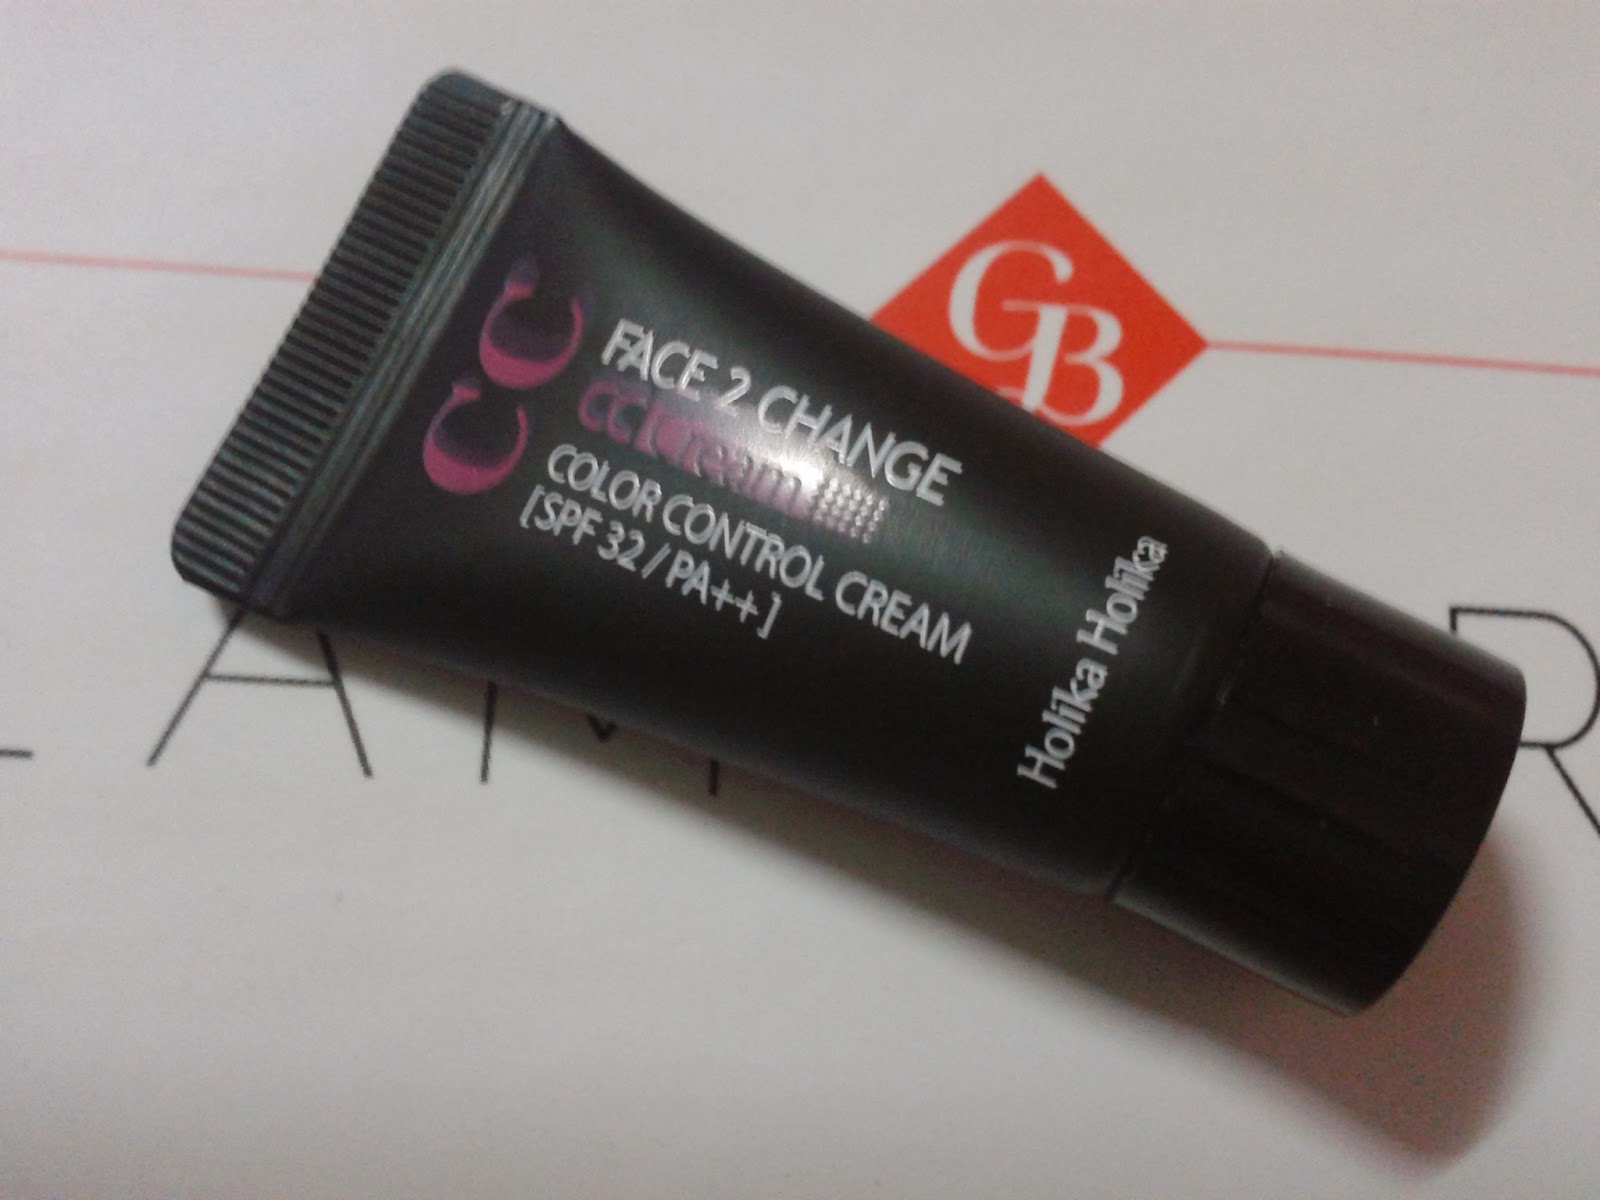 CC
FACE 2 CHANGE
CC Cream
COLOR CONTROL CREAM
[SPF 32 / PA++]
Holika Holika
GB